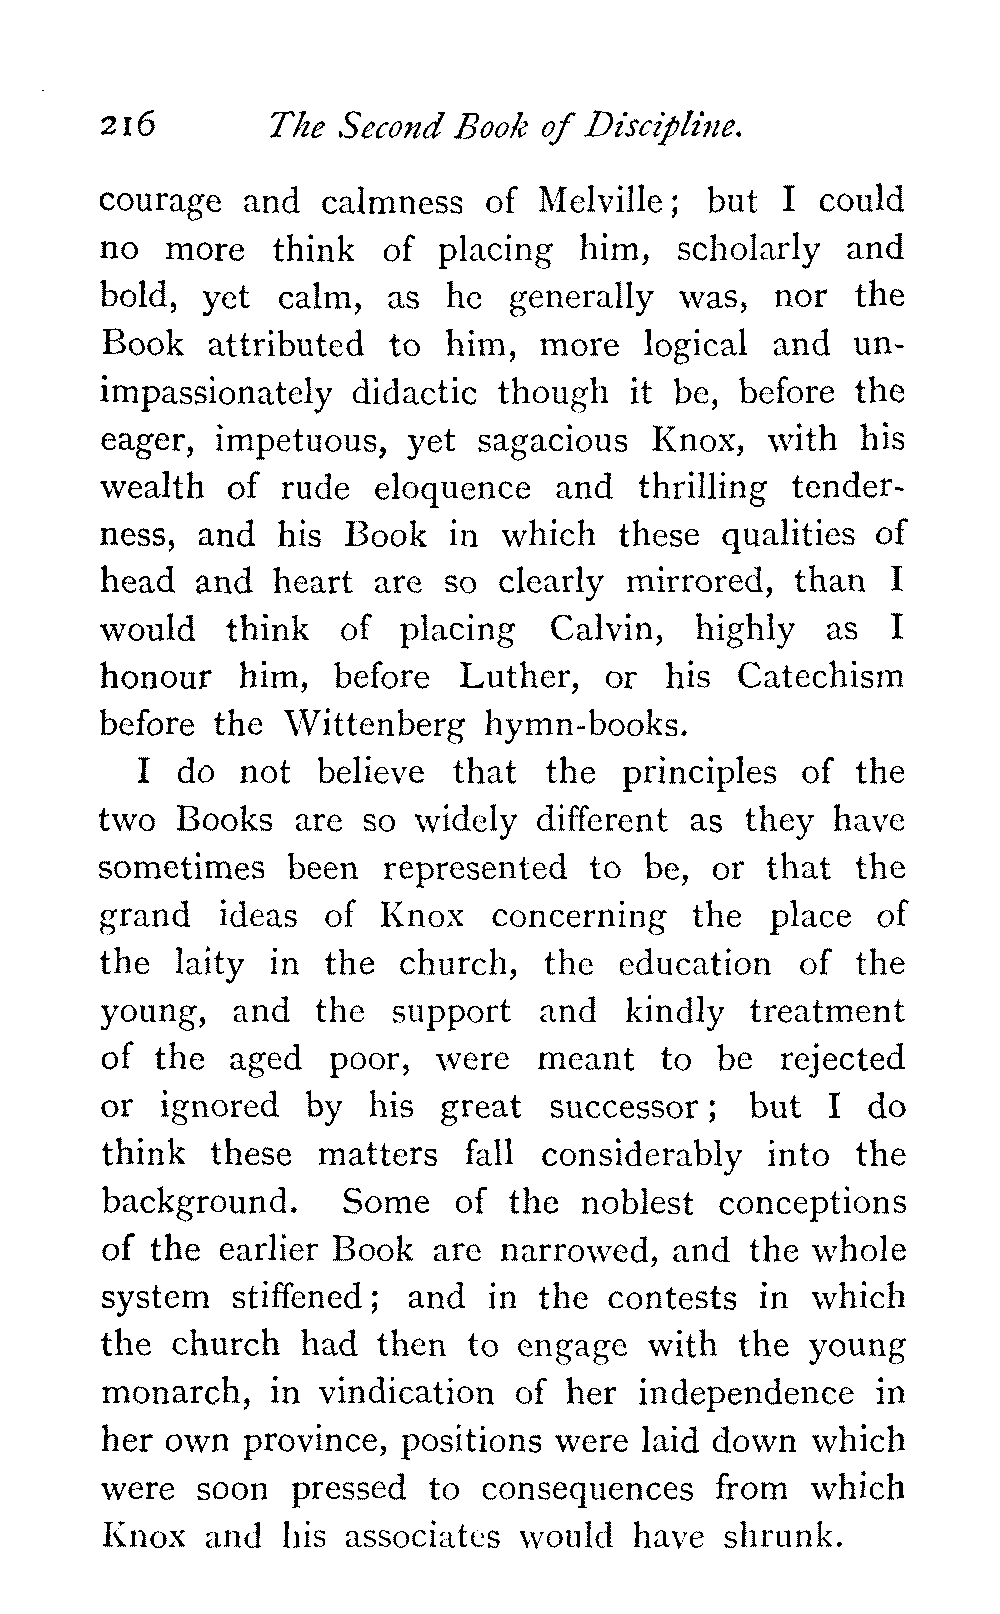 216 The Second Book of Discipline.
courage and calmness of Melville; but I could
no more think of placing him, scholarly and
bold, yet calm, as he generally was, nor the
Book attributed to him, more logical and un-
impassionately didactic though it be, before the
eager, impetuous, yet sagacious Knox, with his
wealth of rude eloquence and thrilling tender-
ness, and his Book in which these qualities of
head and heart are so clearly mirrored, than I
would think of placing Calvin, highly as I
honour him, before Luther, or his Catechism
before the Wittenberg hymn-books.
I do not believe that the principles of the
two Books are so widely different as they have
sometimes been represented to be, or that the
grand ideas of Knox concerning the place of
the laity in the church, the education of the
young, and the support and kindly treatment
of the aged poor, were meant to be rejected
or ignored by his great successor; but I do
think these matters fall considerably into the
background. Some of the noblest conceptions
of the earlier Book are narrowed, and the whole
system stiffened; and in the contests in which
the church had then to engage with the young
monarch, in vindication of her independence in
her own province, positions were laid down which
were soon pressed to consequences from which
Knox and his associates would have shrunk.